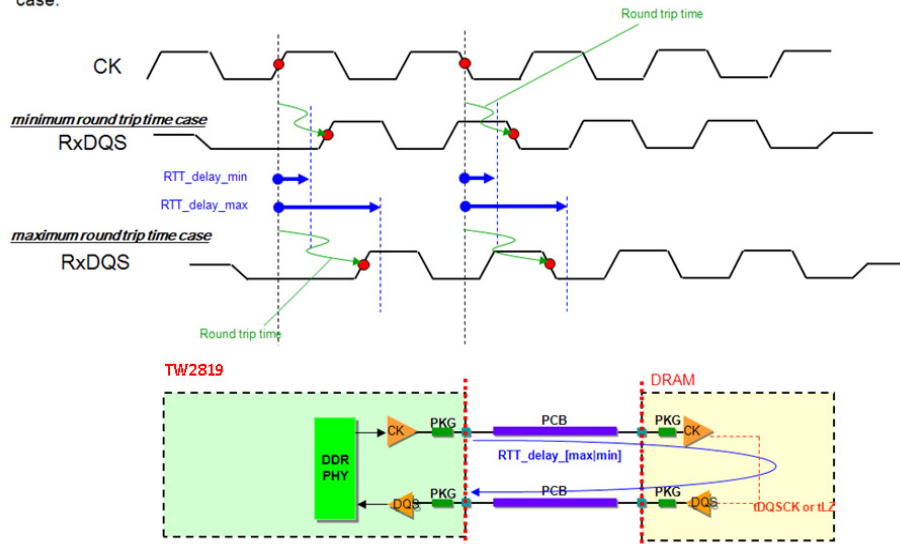 case.
Round trip time
CK
minimum round trip time case
RxDQS
RTT_delay_min
RTT_delay_max
maximum round trip time case
RxDQS
Round trip time
TW2819
DRAM
CK
PKG
PCB
PKG
CK
DDR
PHY
RTT_delay_[max|min]
DQS
PKG
PCB
PKG
DQS
tDQSCK or tLZ